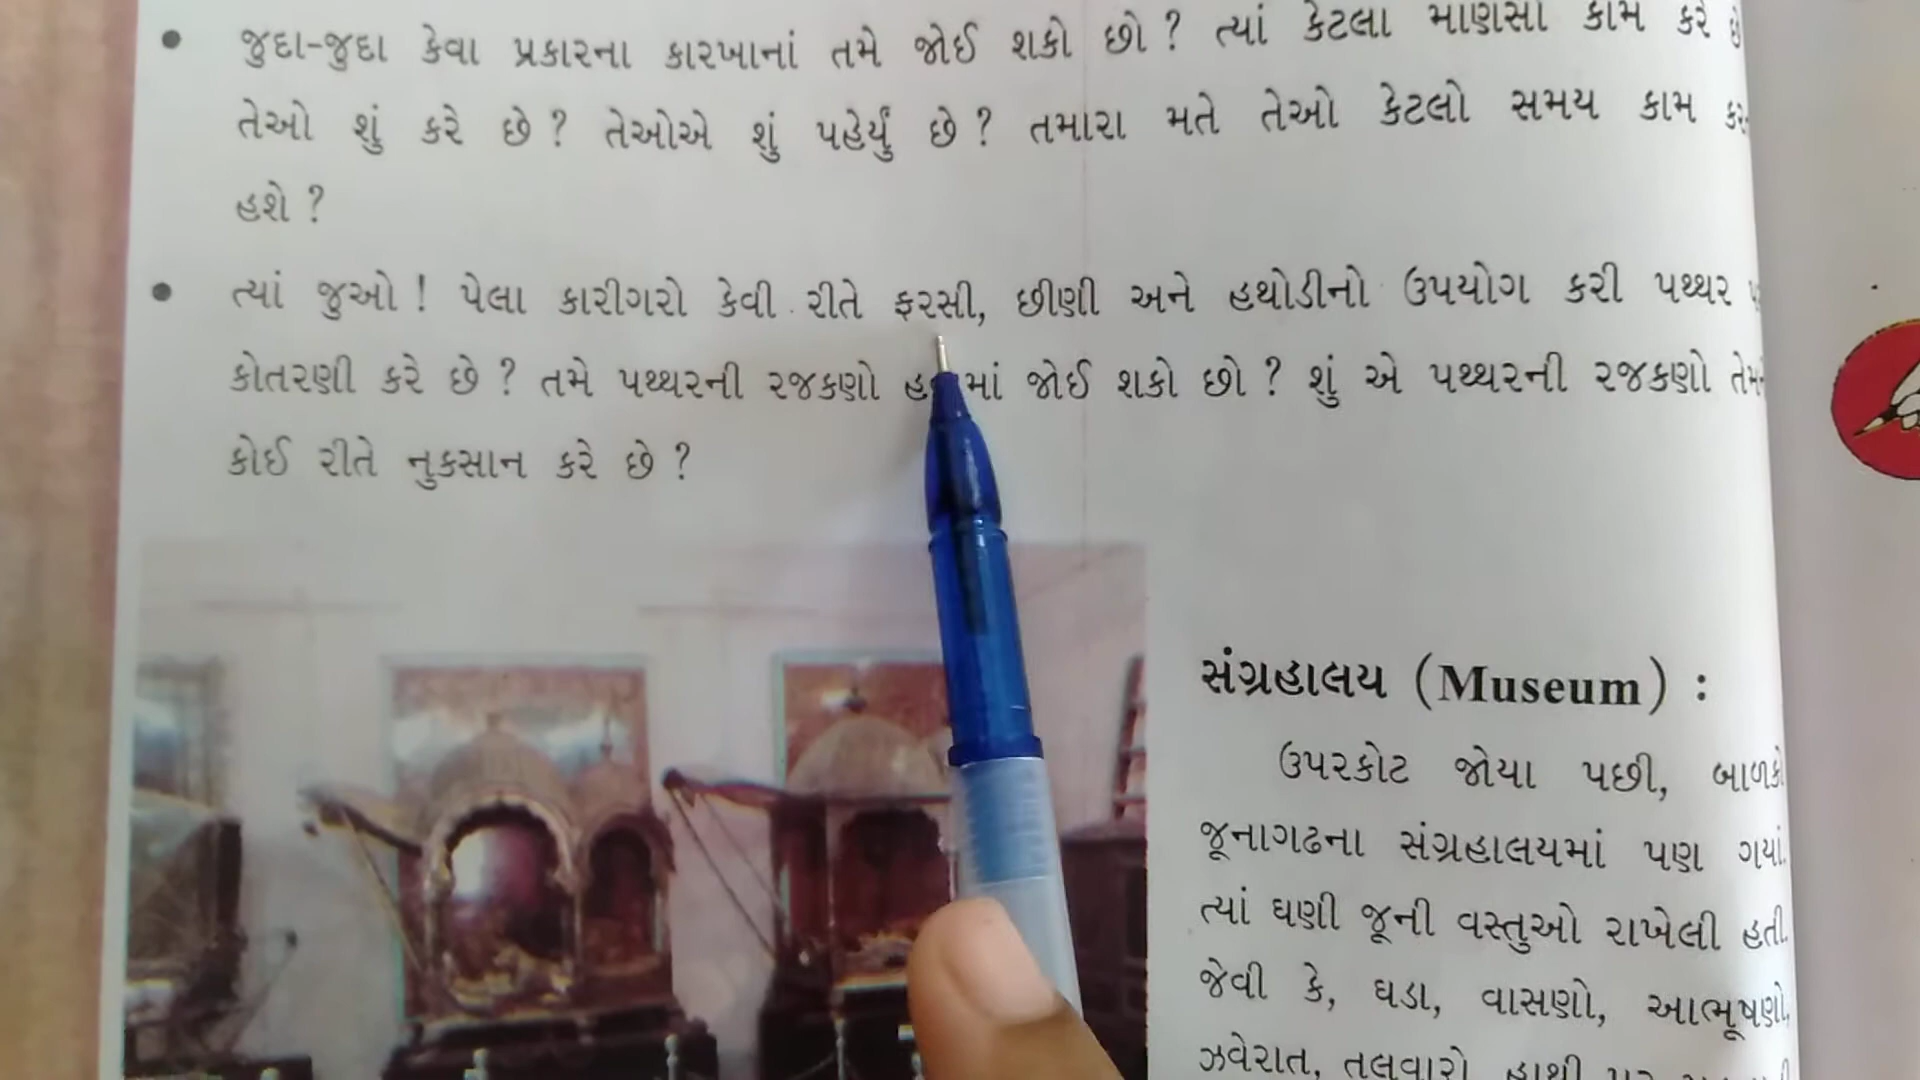 જુદા-જુદા કેવા પ્રકારના કારખાનાં તમે જોઈ શકો છો ? ત્યાં કેટલા માણસો કામ કરે
તેઓ શું કરે છે ? તેઓએ શું પહેર્યું છે ? તમારા મતે તેઓ કેટલો સમય કામ
હશે ?
ત્યાં જુઓ ! પેલા કારીગરો કેવી રીતે ફરસી, છીણી અને હથોડીનો ઉપયોગ કરી પથ્થર
કોતરણી કરે છે ? તમે પથ્થરની રજકણો જોઈ શકો છો ? શું એ પથ્થરની રજકણો
કોઈ રીતે નુકસાન કરે છે ?
સંગ્રહાલય (Museum) :
ઉપરકોટ જોયા પછી, બાળકો
જૂનાગઢના સંગ્રહાલયમાં પણ ગયાં.
ત્યાં ઘણી જૂની વસ્તુઓ રાખેલી હતી.
જેવી કે, ઘડા, વાસણો, આભૂષણો,
ઝવેરાત, તલવારો, હાથી